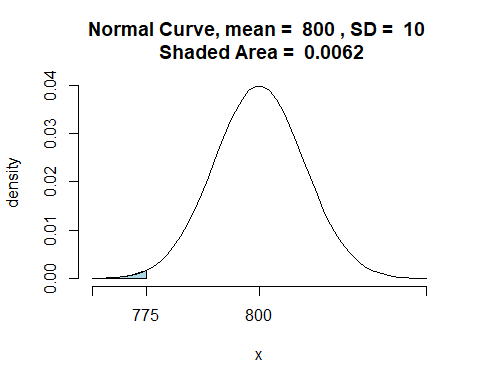 Normal Curve, mean =  800 , SD =  10
Shaded Area =  0.0062
0.04
0.03
0.02
0.01
0.00
density
775
800
x